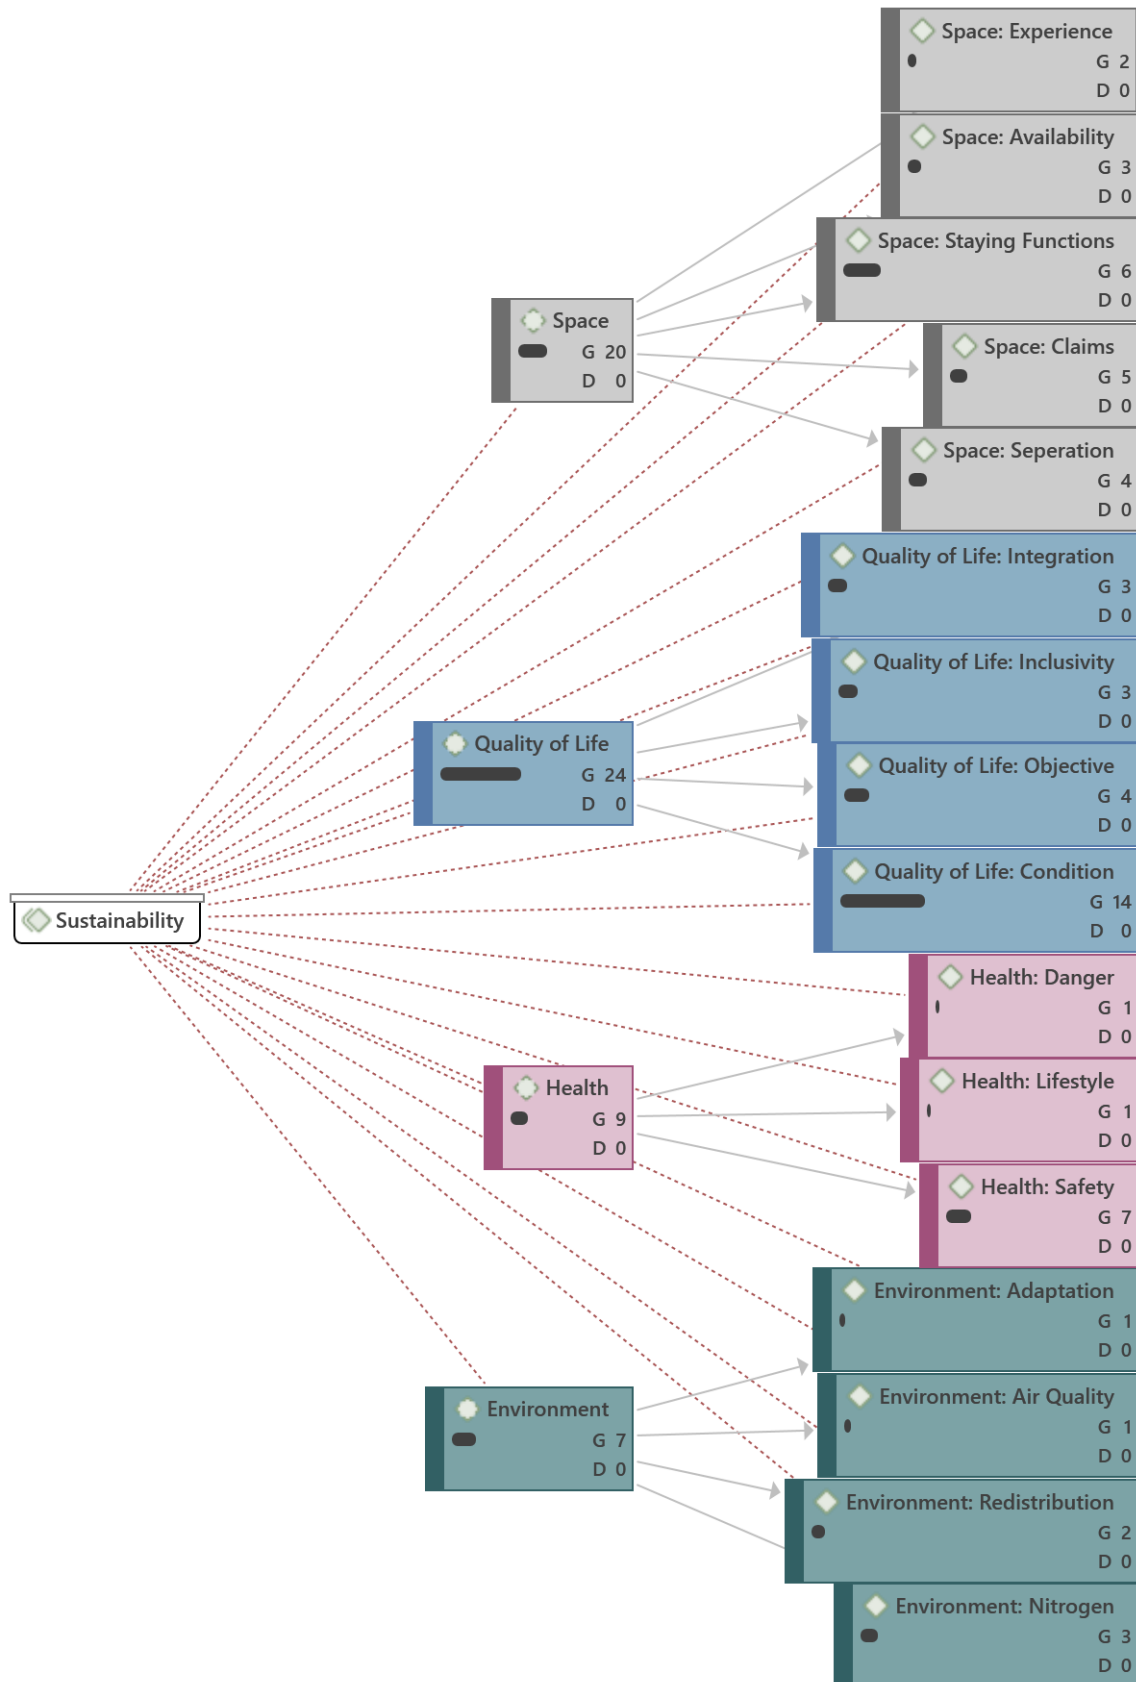 Space: Experience
G 2
D 0
Space: Availability
G 3
D 0
Space: Staying Functions
G 6
D 0
Space
G 20
D 0
Space: Claims
G 5
D 0
Space: Seperation
G 4
D 0
Quality of Life: Integration
G 3
D 0
Quality of Life: Inclusivity
G 3
D 0
Quality of Life
G 24
D 0
Quality of Life: Objective
G 4
D 0
Quality of Life: Condition
G 14
D 0
Sustainability
Health: Danger
G 1
D 0
Health
G 9
D 0
Health: Lifestyle
G 1
D 0
Health: Safety
G 7
D 0
Environment: Adaptation
G 1
D 0
Environment
G 7
D 0
Environment: Air Quality
G 1
D 0
Environment: Redistribution
G 2
D 0
Environment: Nitrogen
G 3
D 0